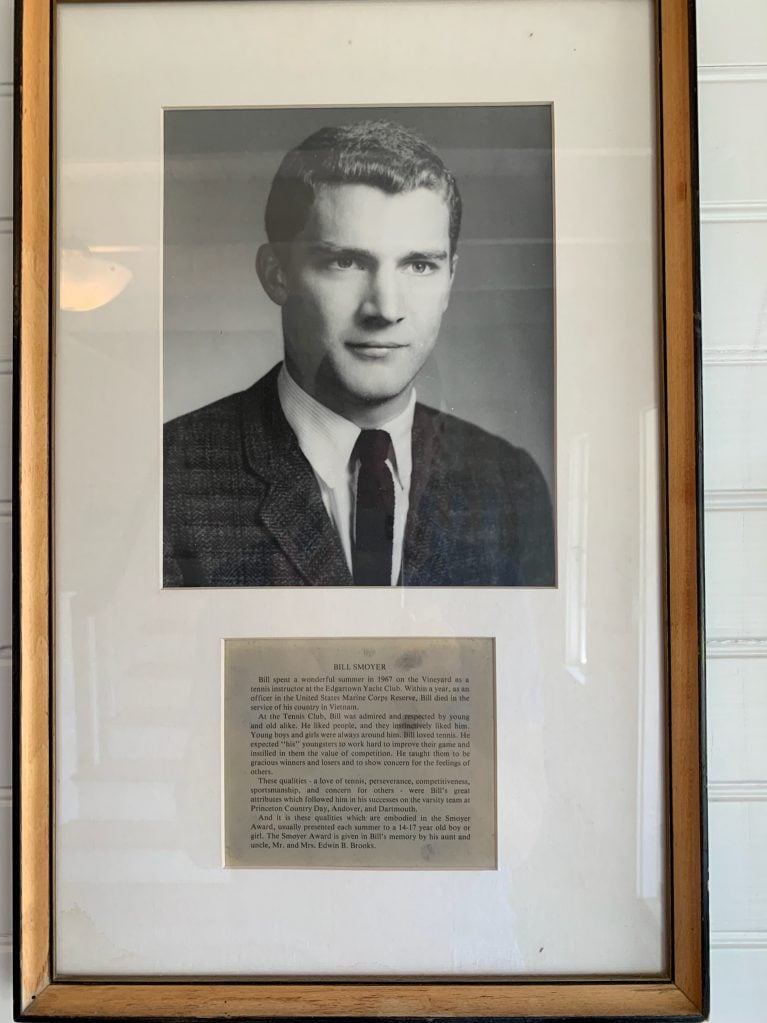 BILL SMOYER
Bill spent a wonderful summer in 1967 on the Vineyard as a
tennis instructor at the Edgartown Yacht Club. Within a year, as an
officer in the United States Marine Corps Reserve, Bill died in the
service of his country in Vietnam.
At the Tennis Club, Bill was admired and respected by young
and old alike. He liked people, and they instinctively liked him.
Young boys and girls were always around him. Bill loved tennis. He
expected "his" youngsters to work hard to improve their game and
instilled in them the value of competition. He taught them to be
gracious winners and losers and to show concern for the feelings of
others.
These qualities - a love of tennis, perseverance, competitiveness,
sportsmanship, and concern for others - were Bill's great
attributes which followed him in his successes on the varsity team at
Princeton Country Day, Andover, and Dartmouth.
And it is these qualities which are embodied in the Smoyer
Award, usually presented each summer to a 14-17 year old boy or
girl. The Smoyer Award is given in Bill's memory by his aunt and
uncle, Mr. and Mrs. Edwin B. Brooks.